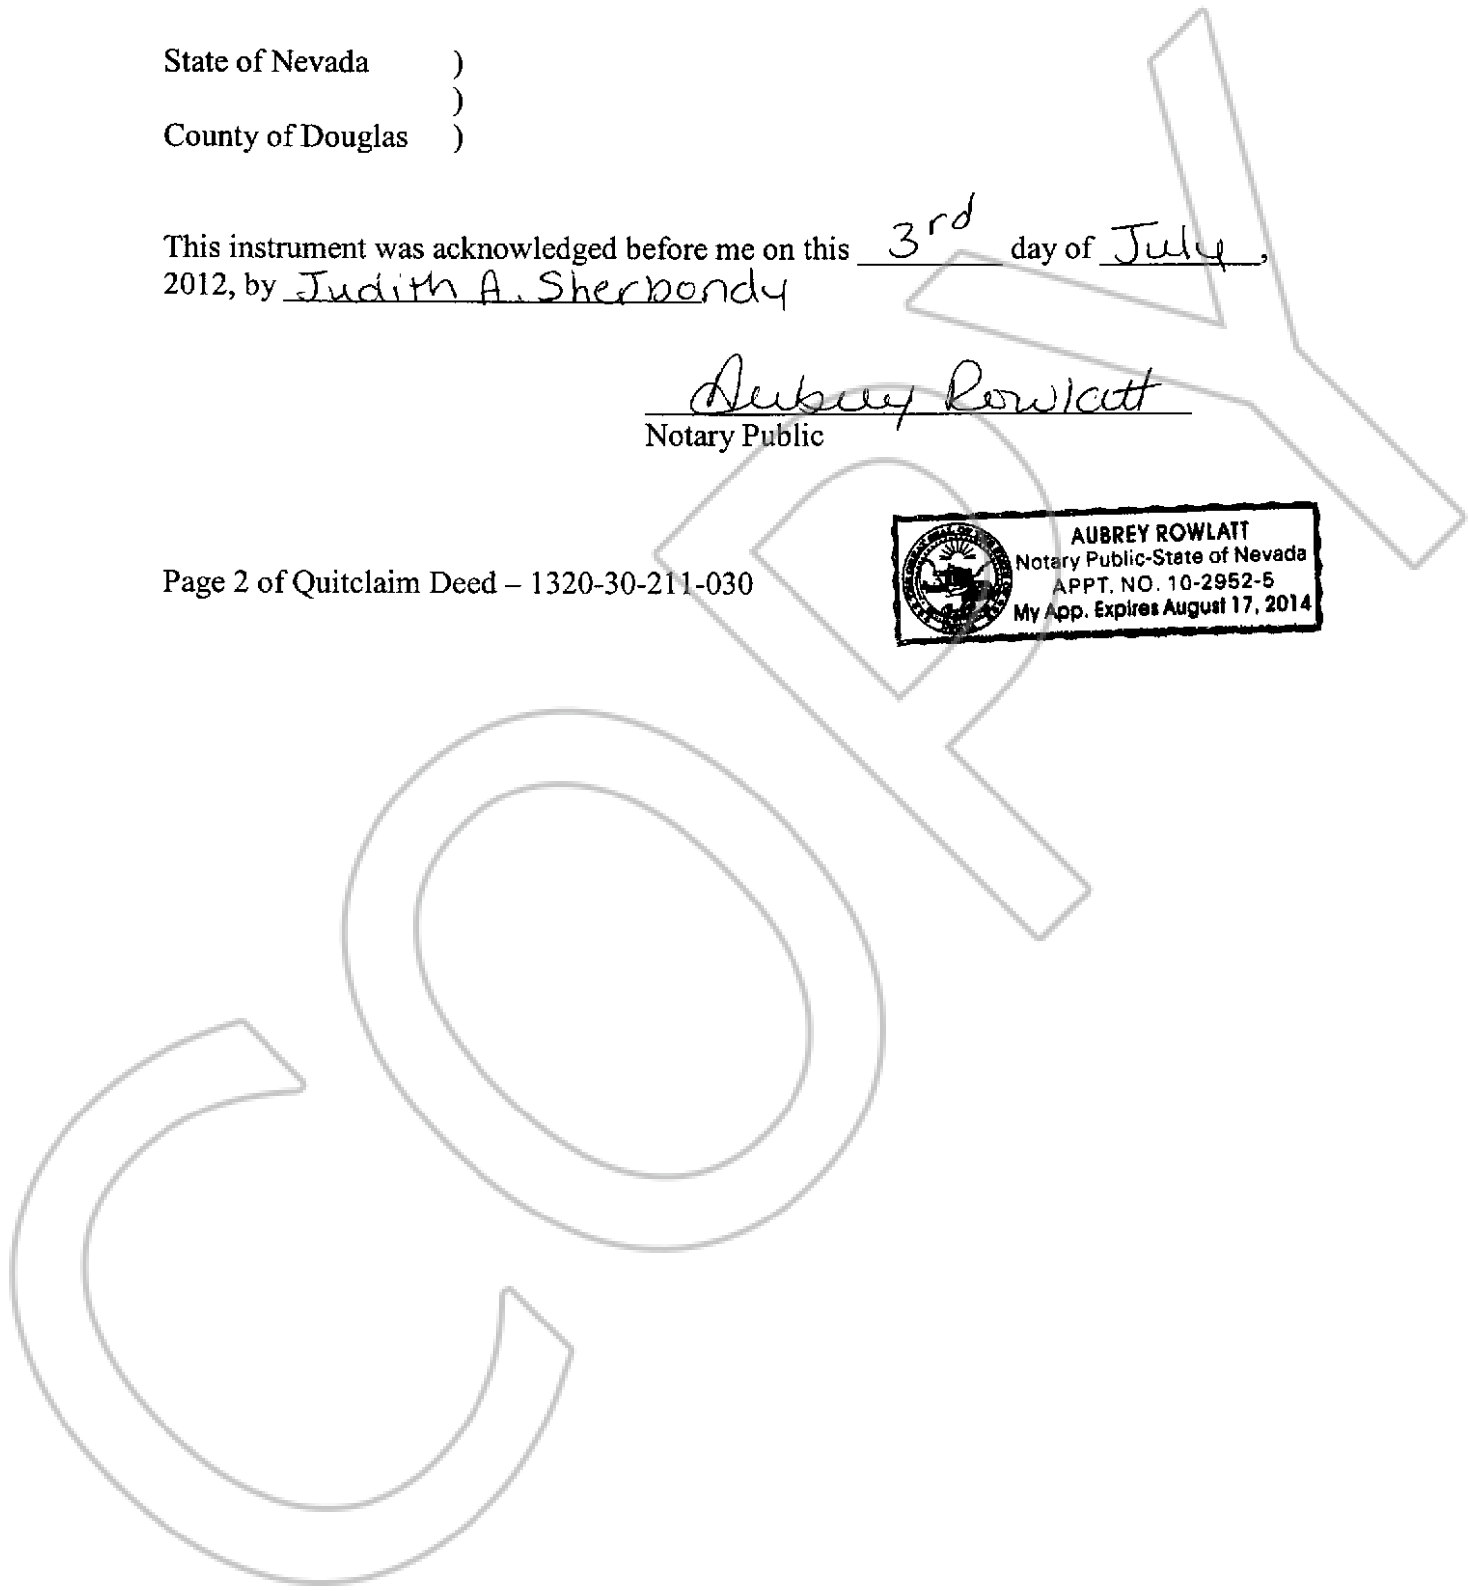 State of Nevada )
)
County of Douglas )
This instrument was acknowledged before me on this 3rd day of July,
2012, by Judith A. Sherbondy
Aubrey Rowlatt
Notary Public
AUBREY ROWLATT
Notary Public-State of Nevada
APPT. NO. 10-2952-5
My App. Expires August 17, 2014
Page 2 of Quitclaim Deed – 1320-30-211-030
COPY